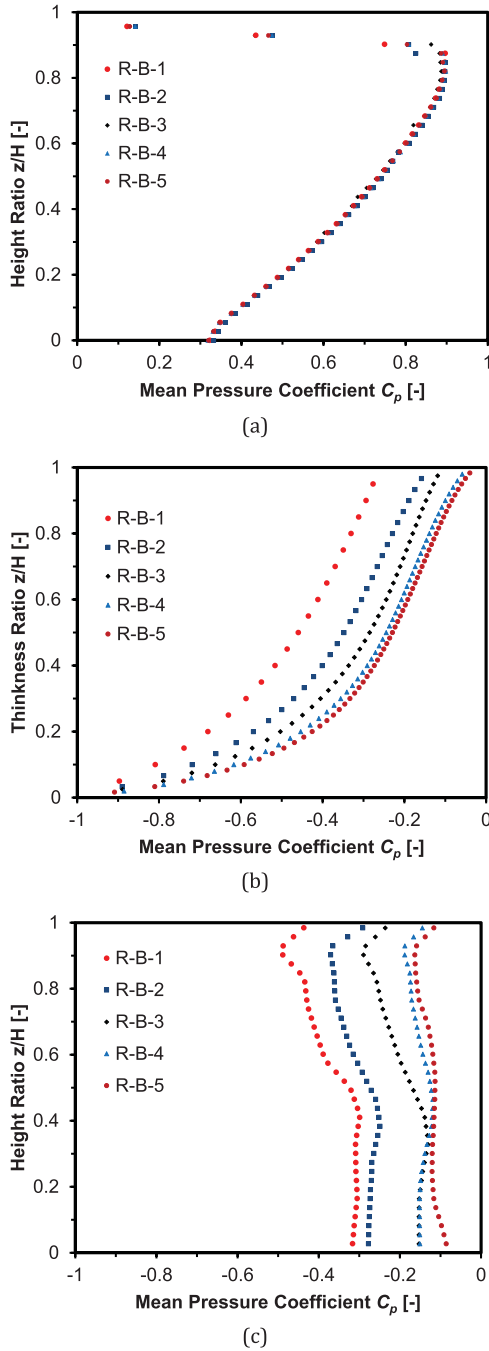 Height Ratio z/H [-]
1
0.8
0.6
0.4
0.2
0
R-B-1
R-B-2
R-B-3
R-B-4
R-B-5
0 0.2 0.4 0.6 0.8 1
Mean Pressure Coefficient Cp [-]
(a)
Thinkness Ratio z/H [-]
1
0.8
0.6
0.4
0.2
0
R-B-1
R-B-2
R-B-3
R-B-4
R-B-5
-1 -0.8 -0.6 -0.4 -0.2 0
Mean Pressure Coefficient Cp [-]
(b)
Height Ratio z/H [-]
1
0.8
0.6
0.4
0.2
0
R-B-1
R-B-2
R-B-3
R-B-4
R-B-5
-1 -0.8 -0.6 -0.4 -0.2 0
Mean Pressure Coefficient Cp [-]
(c)